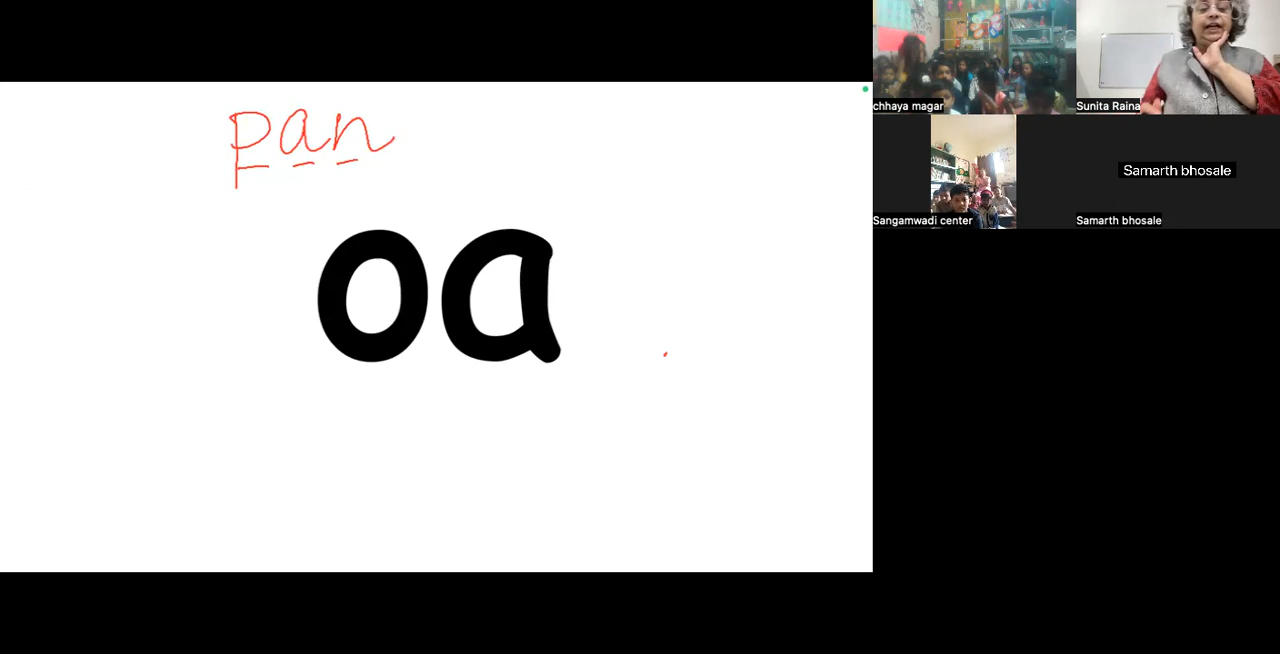 pan
oa
chhaya magar
Sunita Raina
Samarth bhosale
Sangamwadi center
Samarth bhosale